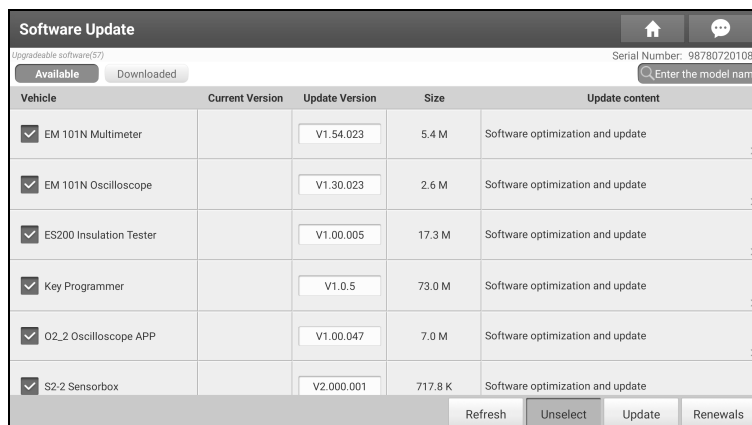 Software Update
Upgradeable software(57)
Serial Number: 98780720108
Available Downloaded
Enter the model nam
Vehicle Current Version Update Version Size Update content
EM 101N Multimeter V1.54.023 5.4 M Software optimization and update
EM 101N Oscilloscope V1.30.023 2.6 M Software optimization and update
ES200 Insulation Tester V1.00.005 17.3 M Software optimization and update
Key Programmer V1.0.5 73.0 M Software optimization and update
O2_2 Oscilloscope APP V1.00.047 7.0 M Software optimization and update
S2-2 Sensorbox V2.000.001 717.8 K Software optimization and update
Refresh Unselect Update Renewals